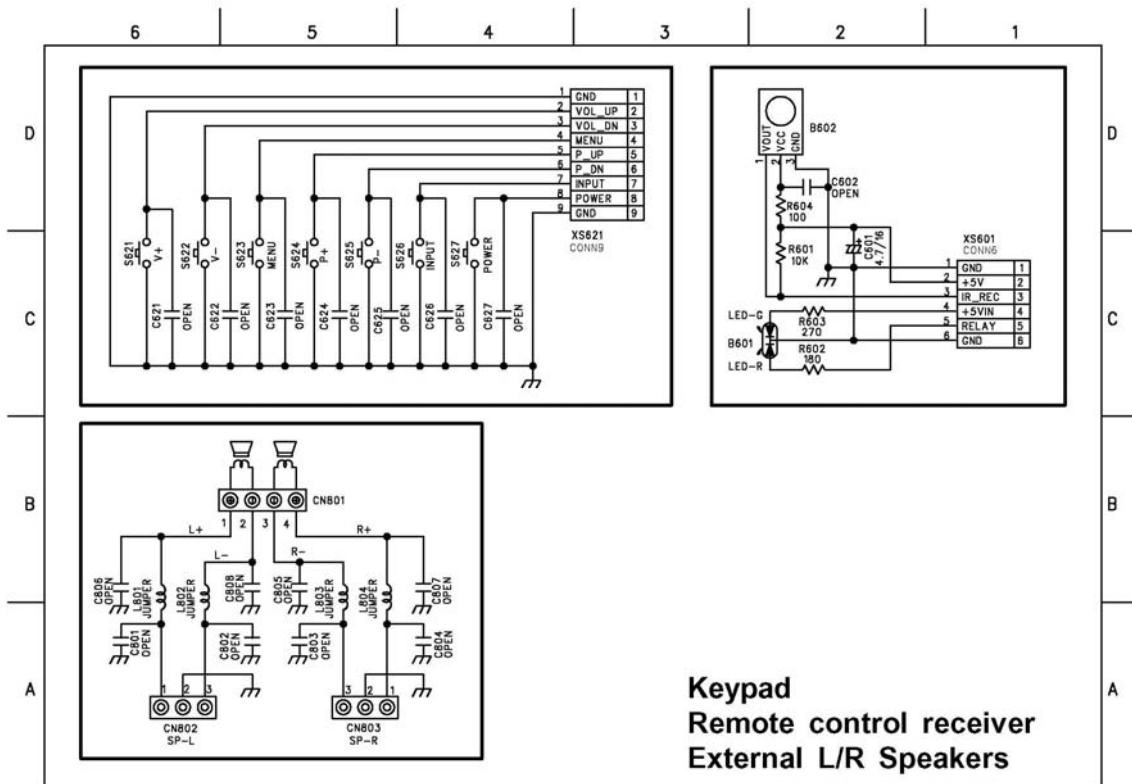 6 5 4 3 2 1
D
C
B
A
D
C
B
A
1 GND 1
2 VOL_UP 2
3 VOL_DN 3
4 MENU 4
5 P_UP 5
6 P_DN 6
7 INPUT 7
8 POWER 8
9 GND 9
XS621
CONN9
S621 V+
S622 V-
S623 MENU
S624 P+
S625 P-
S626 INPUT
S627 POWER
C621 OPEN
C622 OPEN
C623 OPEN
C624 OPEN
C625 OPEN
C626 OPEN
C627 OPEN
B602
VOUT VCC GND
1 2 3
C602
OPEN
R604
100
R601
10K
C601
4.7/16
XS601
CONN6
1 GND 1
2 +5V 2
3 IR_REC 3
4 +5VIN 4
5 RELAY 5
6 GND 6
LED-G
R603
270
B601
R602
180
LED-R
CN801
1 2 3 4
L+ R+
L- R-
C806 OPEN
L801 JUMPER
L802 JUMPER
C808 OPEN
C805 OPEN
L803 JUMPER
L804 JUMPER
C807 OPEN
C801 OPEN
C802 OPEN
C803 OPEN
C804 OPEN
1 2 3
CN802
SP-L
3 2 1
CN803
SP-R
Keypad
Remote control receiver
External L/R Speakers